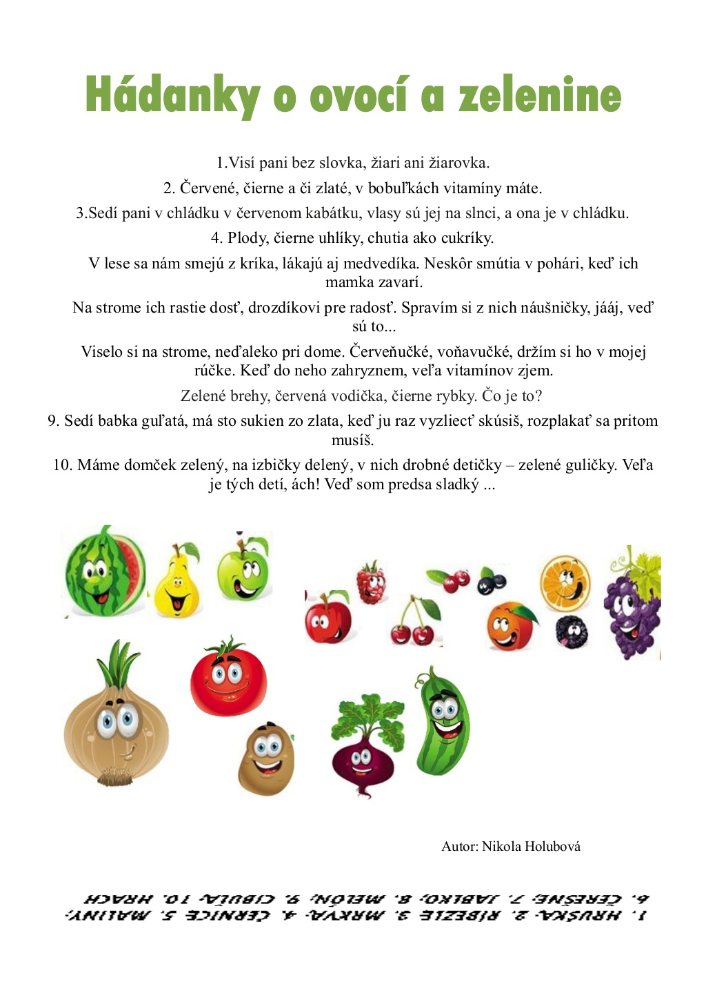 Hádanky o ovocí a zelenine
1.Visí pani bez slovka, žiari ani žiarovka.
2. Červené, čierne a či zlaté, v bobuľkách vitamíny máte.
3.Sedí pani v chládku v červenom kabátku, vlasy sú jej na slnci, a ona je v chládku.
4. Plody, čierne uhlíky, chutia ako cukríky.
V lese sa nám smejú z kríka, lákajú aj medvedíka. Neskôr smútia v pohári, keď ich
mamka zavarí.
Na strome ich rastie dosť, drozdíkovi pre radosť. Spravím si z nich náušničky, jááj, veď
sú to...
Viselo si na strome, neďaleko pri dome. Červeňučké, voňavučké, držím si ho v mojej
rúčke. Keď do neho zahryznem, veľa vitamínov zjem.
Zelené brehy, červená vodička, čierne rybky. Čo je to?
9. Sedí babka guľatá, má sto sukien zo zlata, keď ju raz vyzliecť skúsiš, rozplakať sa pritom
musíš.
10. Máme domček zelený, na izbičky delený, v nich drobné detičky – zelené guličky. Veľa
je tých detí, ách! Veď som predsa sladký ...
Autor: Nikola Holubová
1. HRUŠKA, 2. RÍBEZLE 3. MRKVA, 4. ČERNICE 5. MALINY,
6. ČEREŠNE, 7. JABLKO, 8. MELÓN, 9. CIBUĽA, 10. HRACH